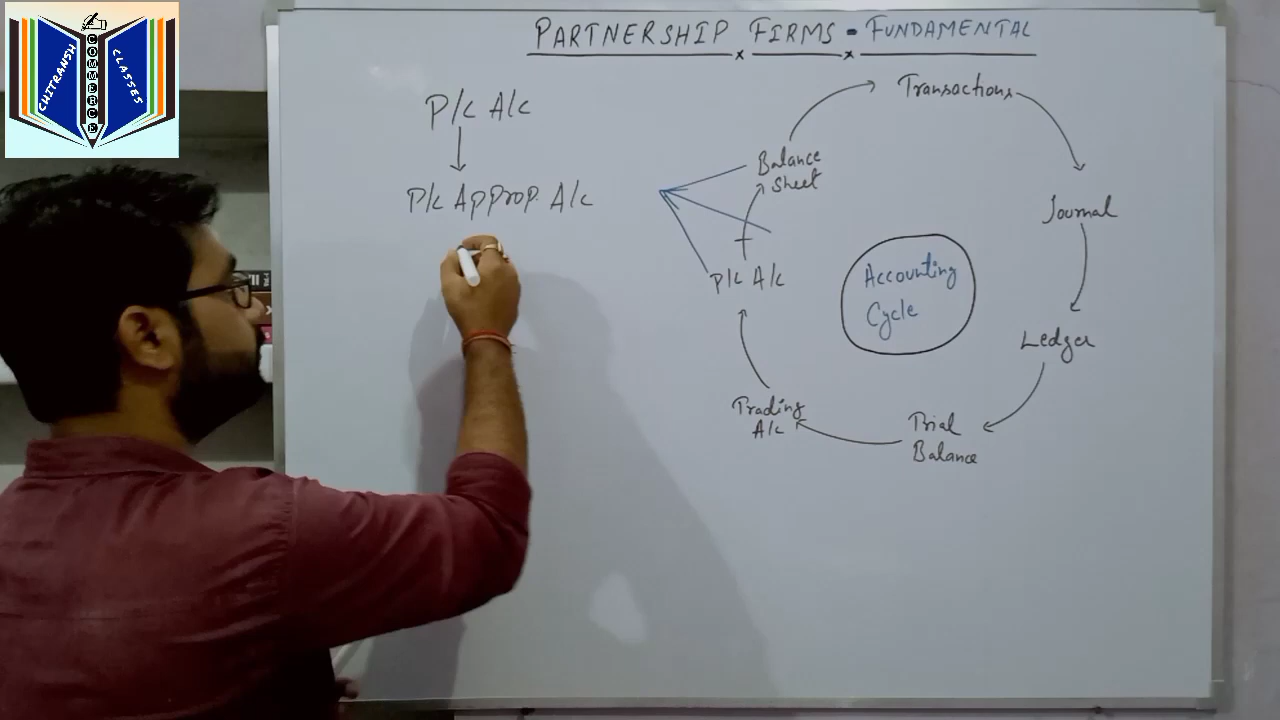 CHITRANSH
COMMERCE
CLASSES
PARTNERSHIP FIRMS - FUNDAMENTAL
P/L A/c
P/L Approp. A/c
Transactions
Journal
Ledger
Trial
Balance
Trading
A/c
P/L A/c
Balance
Sheet
Accounting
Cycle